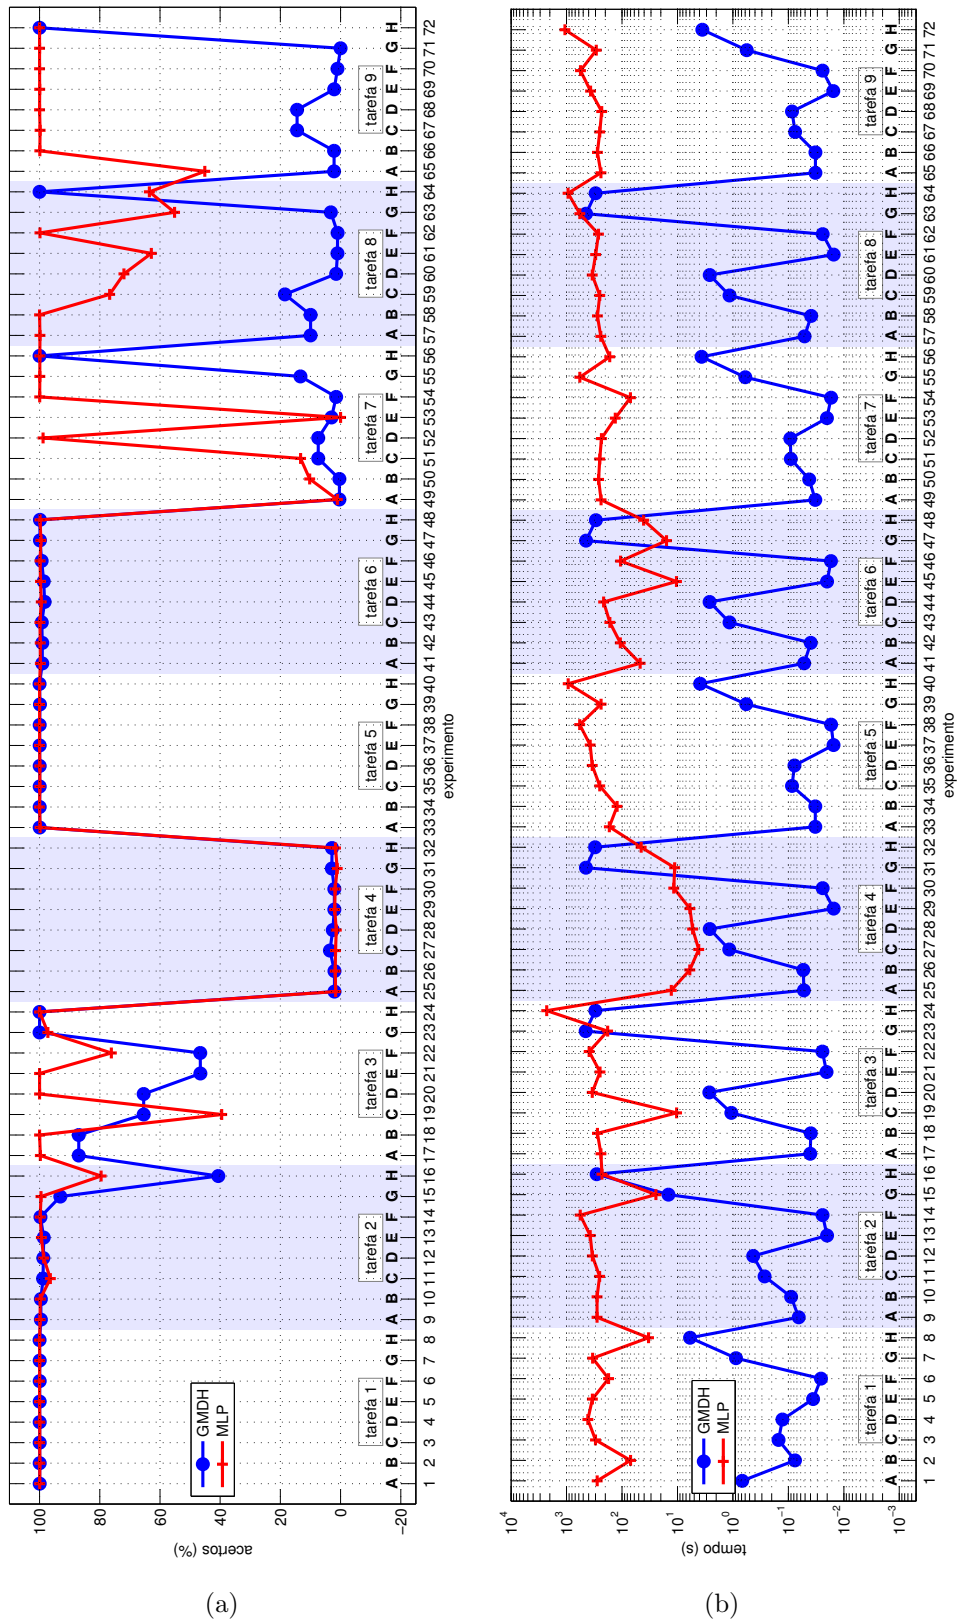 100
80
60
40
20
0
-20
acertos (%)
GMDH
MLP
tarefa 1
tarefa 2
tarefa 3
tarefa 4
tarefa 5
tarefa 6
tarefa 7
tarefa 8
tarefa 9
A B C D E F G H A B C D E F G H A B C D E F G H A B C D E F G H A B C D E F G H A B C D E F G H A B C D E F G H A B C D E F G H A B C D E F G H
1 2 3 4 5 6 7 8 9 10 11 12 13 14 15 16 17 18 19 20 21 22 23 24 25 26 27 28 29 30 31 32 33 34 35 36 37 38 39 40 41 42 43 44 45 46 47 48 49 50 51 52 53 54 55 56 57 58 59 60 61 62 63 64 65 66 67 68 69 70 71 72
experimento
(a)
10^4
10^3
10^2
10^1
10^0
10^-1
10^-2
10^-3
tempo (s)
GMDH
MLP
tarefa 1
tarefa 2
tarefa 3
tarefa 4
tarefa 5
tarefa 6
tarefa 7
tarefa 8
tarefa 9
A B C D E F G H A B C D E F G H A B C D E F G H A B C D E F G H A B C D E F G H A B C D E F G H A B C D E F G H A B C D E F G H A B C D E F G H
1 2 3 4 5 6 7 8 9 10 11 12 13 14 15 16 17 18 19 20 21 22 23 24 25 26 27 28 29 30 31 32 33 34 35 36 37 38 39 40 41 42 43 44 45 46 47 48 49 50 51 52 53 54 55 56 57 58 59 60 61 62 63 64 65 66 67 68 69 70 71 72
experimento
(b)